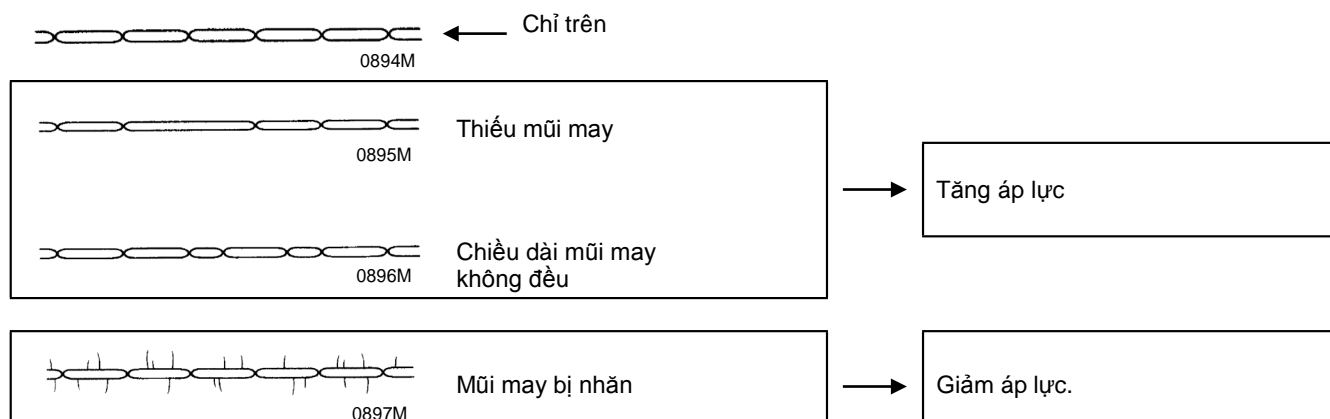 Chỉ trên
0894M
Thiếu mũi may
0895M
Tăng áp lực
Chiều dài mũi may
không đều
0896M
Mũi may bị nhăn
Giảm áp lực.
0897M